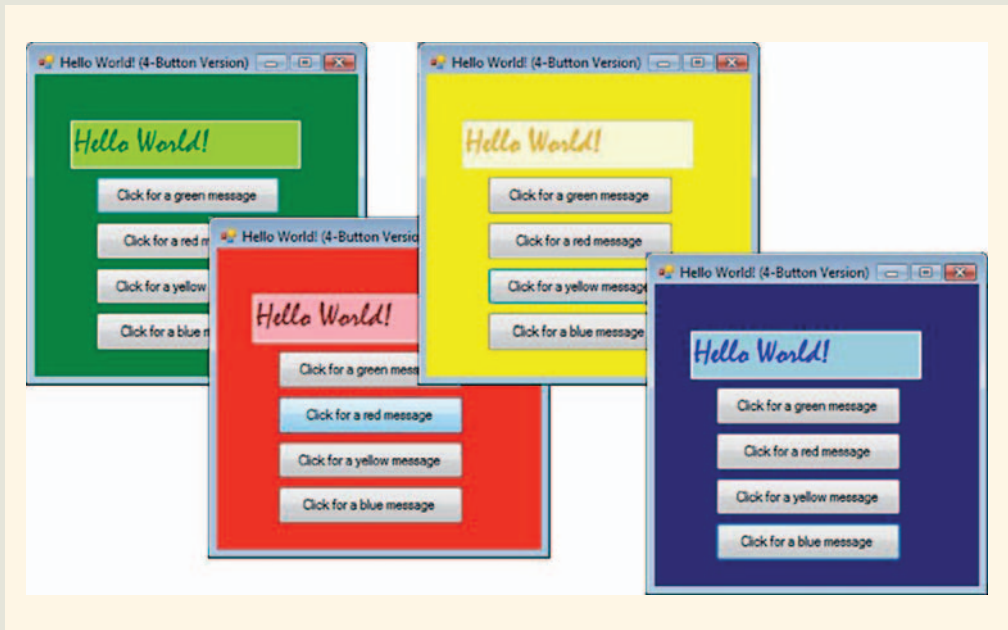 Hello World! (4-Button Version)
Hello World!
Click for a green message
Click for a red m
Click for a yellow
Click for a blue m
Hello World! (4-Button Versio
Hello World!
Click for a green mess
Click for a red message
Click for a yellow message
Click for a blue message
Hello World! (4-Button Version)
Hello World!
Click for a green message
Click for a red message
Click for a yellow message
Click for a blue message
Hello World! (4-Button Version)
Hello World!
Click for a green message
Click for a red message
Click for a yellow message
Click for a blue message